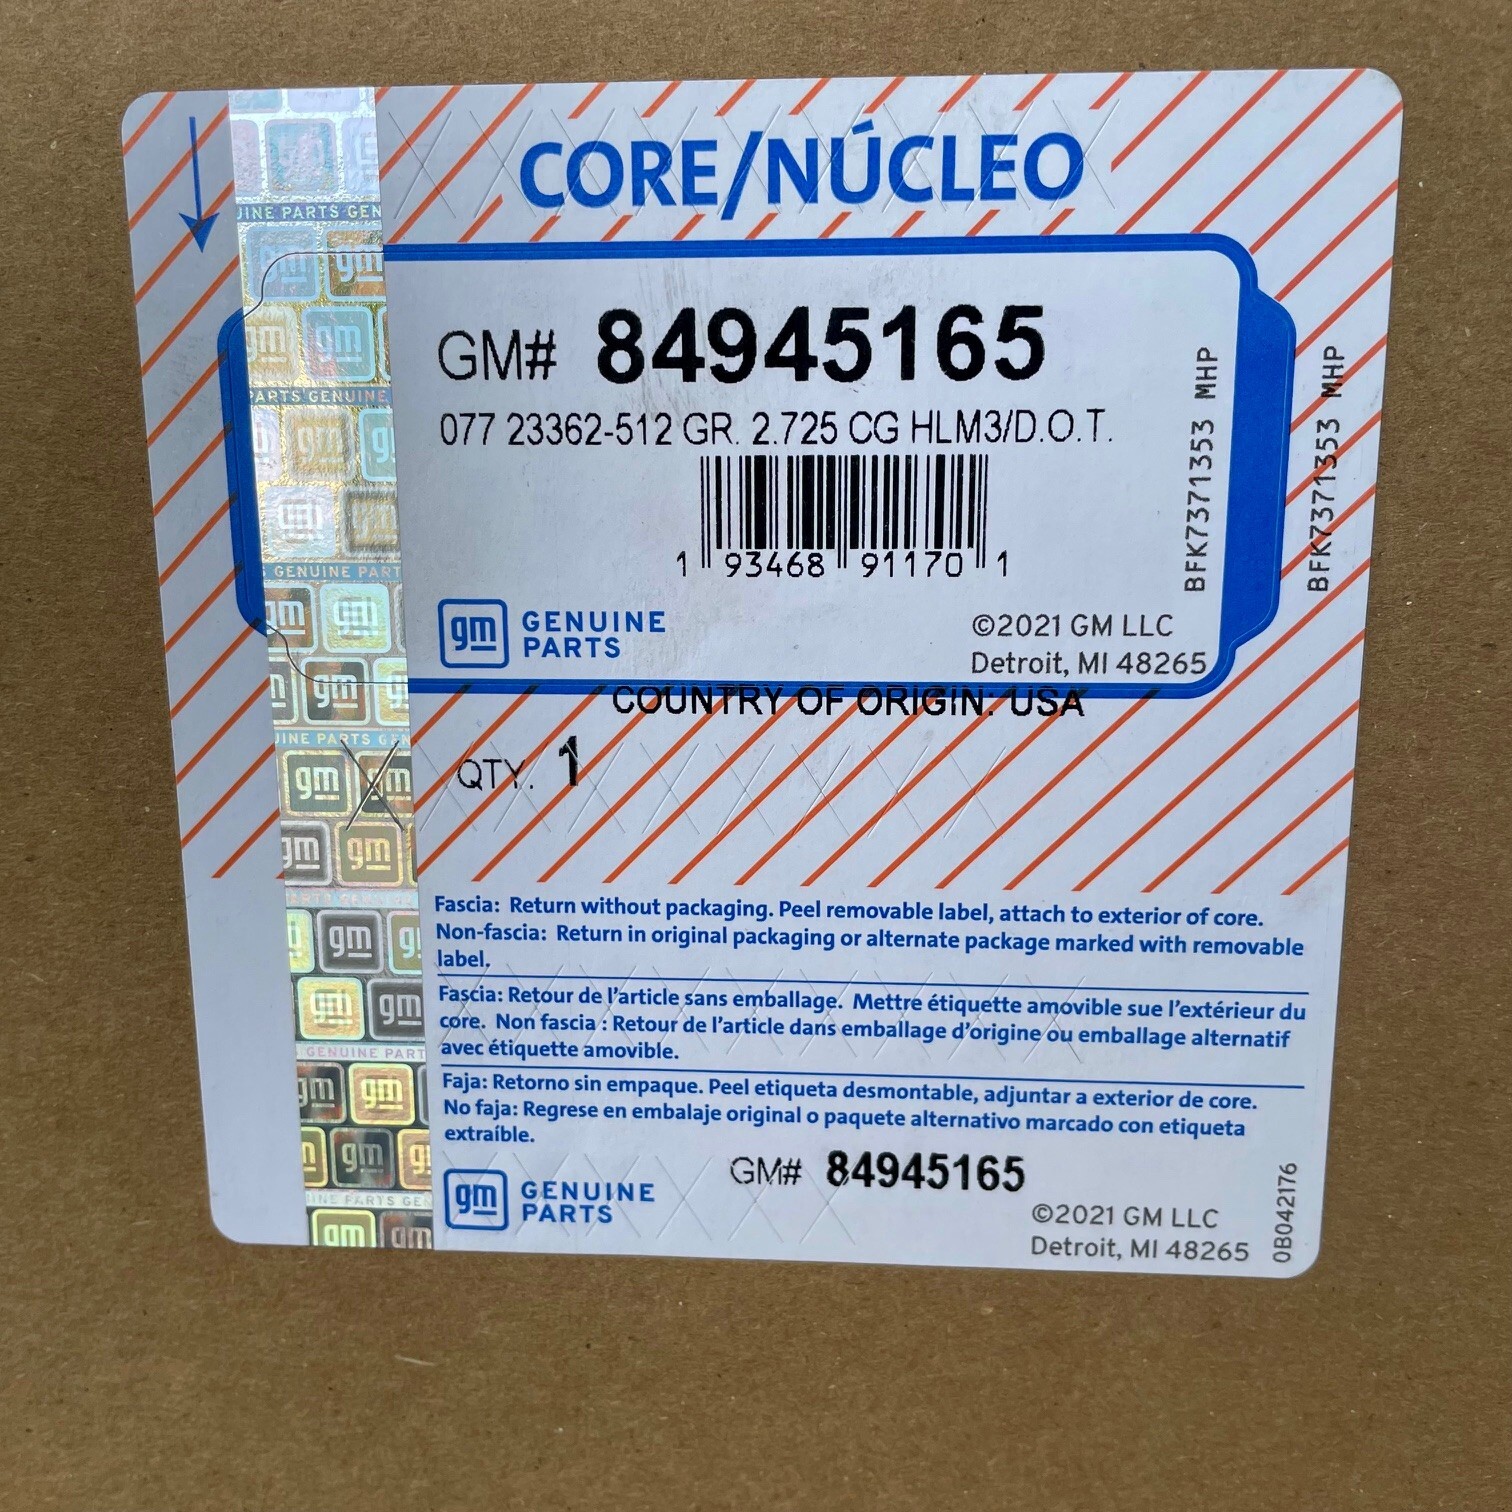 CORE/NÚCLEO
GM# 84945165
077 23362-512 GR. 2.725 CG HLM3/D.O.T.
1 93468 91170 1
gm GENUINE PARTS
©2021 GM LLC
Detroit, MI 48265
BFK7371353 MHP
BFK7371353 MHP
COUNTRY OF ORIGIN: USA
QTY. 1
Fascia: Return without packaging. Peel removable label, attach to exterior of core.
Non-fascia: Return in original packaging or alternate package marked with removable
label.
Fascia: Retour de l'article sans emballage. Mettre étiquette amovible sue l'extérieur du
core. Non fascia : Retour de l'article dans emballage d'origine ou emballage alternatif
avec étiquette amovible.
Faja: Retorno sin empaque. Peel etiqueta desmontable, adjuntar a exterior de core.
No faja: Regrese en embalaje original o paquete alternativo marcado con etiqueta
extraíble.
GM# 84945165
gm GENUINE PARTS
©2021 GM LLC
Detroit, MI 48265
0B042176